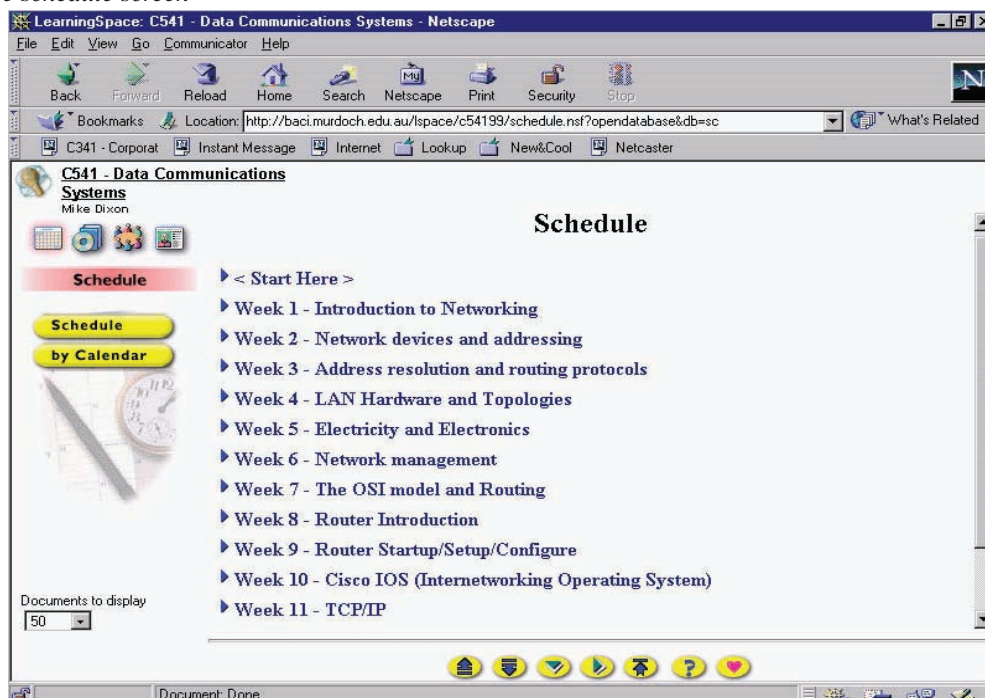 LearningSpace: C541 - Data Communications Systems - Netscape
File Edit View Go Communicator Help
Back Forward Reload Home Search Netscape Print Security Stop
My
N
Bookmarks Location: http://baci.murdoch.edu.au/lspace/c54199/schedule.nsf?opendatabase&db=sc What's Related
C341 - Corporat Instant Message Internet Lookup New&Cool Netcaster
C541 - Data Communications
Systems
Mike Dixon
Schedule
Schedule
Schedule
by Calendar
< Start Here >
Week 1 - Introduction to Networking
Week 2 - Network devices and addressing
Week 3 - Address resolution and routing protocols
Week 4 - LAN Hardware and Topologies
Week 5 - Electricity and Electronics
Week 6 - Network management
Week 7 - The OSI model and Routing
Week 8 - Router Introduction
Week 9 - Router Startup/Setup/Configure
Week 10 - Cisco IOS (Internetworking Operating System)
Week 11 - TCP/IP
Documents to display
50
?
Document: Done